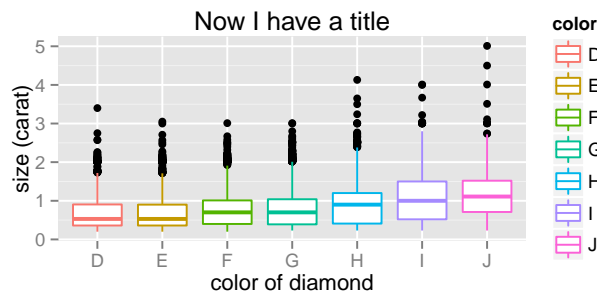 Now I have a title
size (carat)
5
4
3
2
1
0
D E F G H I J
color of diamond
color
D
E
F
G
H
I
J